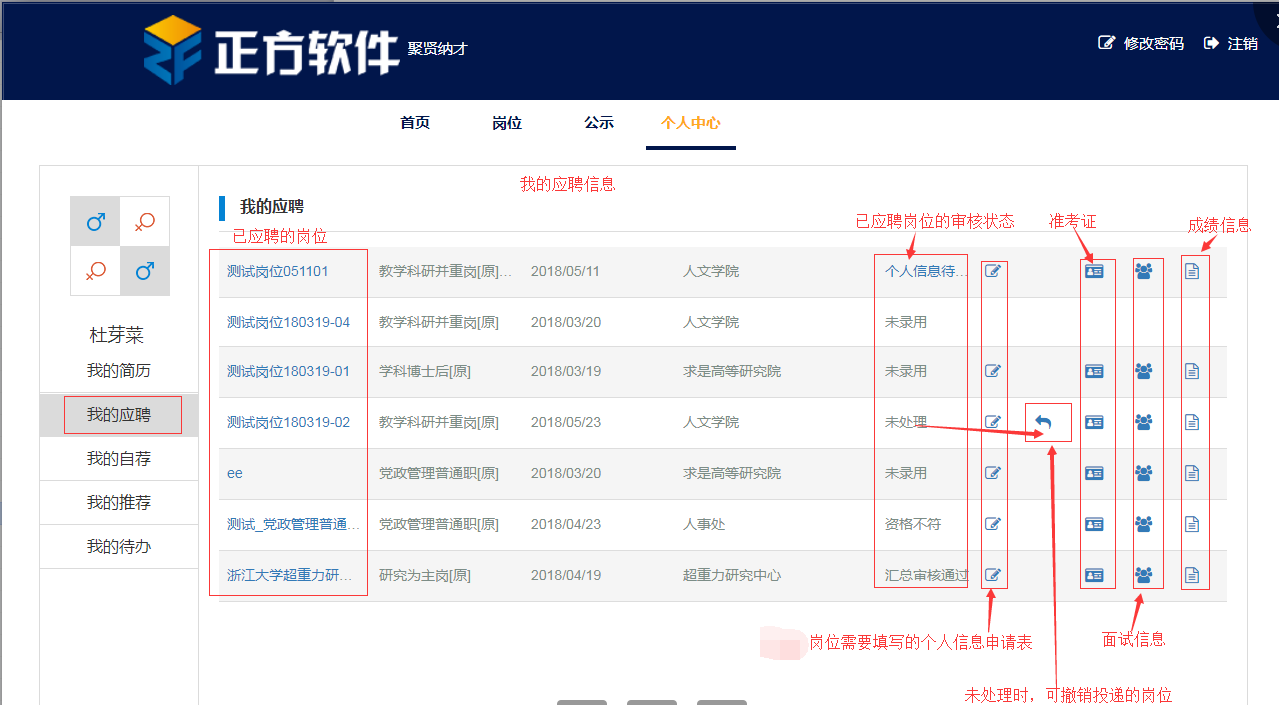 正方软件 聚贤纳才 修改密码 注销
首页 岗位 公示 个人中心
我的应聘信息
我的应聘
已应聘的岗位 已应聘岗位的审核状态 准考证 成绩信息
测试岗位051101 教学科研并重岗[原]... 2018/05/11 人文学院 个人信息待...
测试岗位180319-04 教学科研并重岗[原] 2018/03/20 人文学院 未录用
测试岗位180319-01 学科博士后[原] 2018/03/19 求是高等研究院 未录用
测试岗位180319-02 教学科研并重岗[原] 2018/05/23 人文学院 未处理
ee 党政管理普通职[原] 2018/03/20 求是高等研究院 未录用
测试_党政管理普通... 党政管理普通职[原] 2018/04/23 人事处 资格不符
浙江大学超重力研... 研究为主岗[原] 2018/04/19 超重力研究中心 汇总审核通过
杜芽菜
我的简历
我的应聘
我的自荐
我的推荐
我的待办
岗位需要填写的个人信息申请表 面试信息
未处理时，可撤销投递的岗位